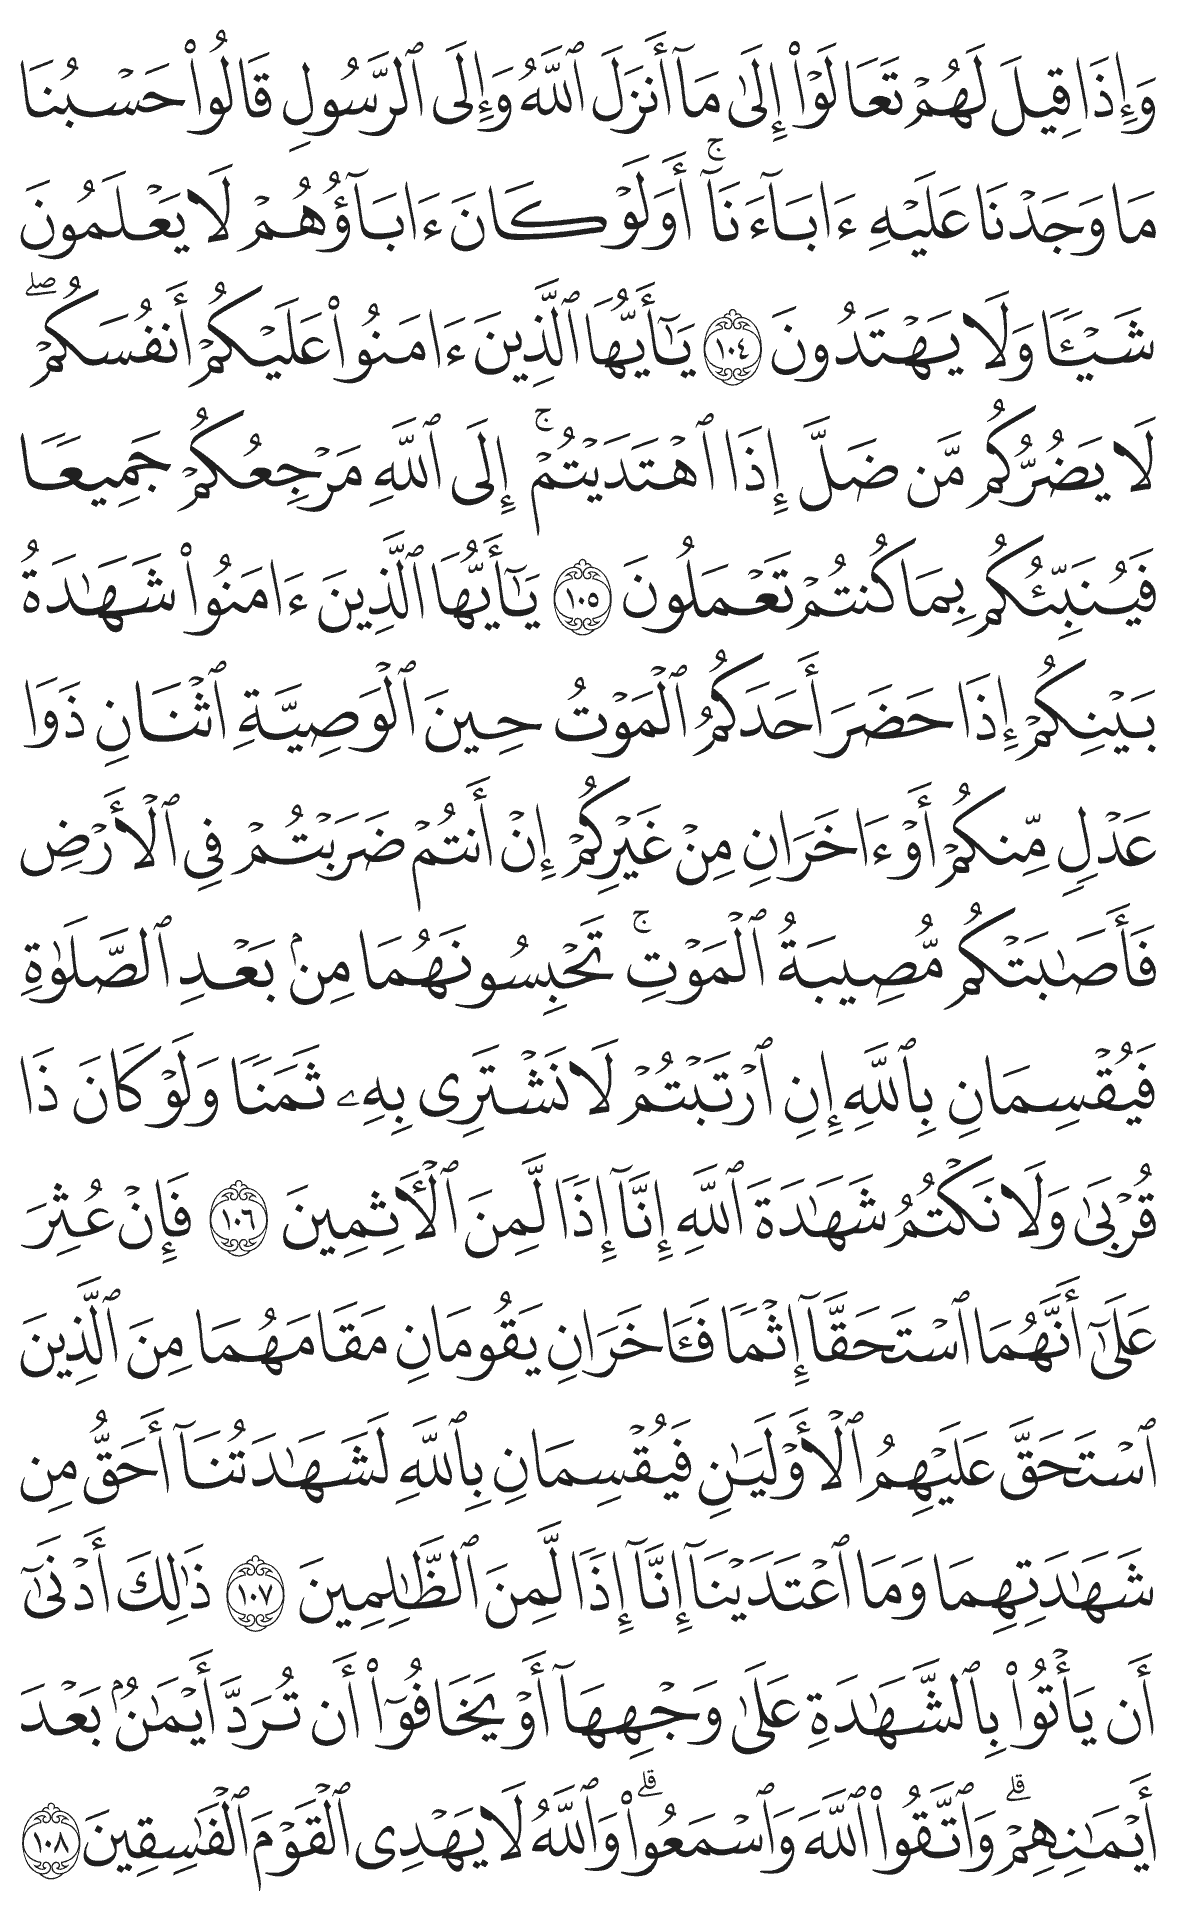 وَإِذَا قِيلَ لَهُمۡ تَعَالَوۡاْ إِلَىٰ مَآ أَنزَلَ ٱللَّهُ وَإِلَى ٱلرَّسُولِ قَالُواْ حَسۡبُنَا
مَا وَجَدۡنَا عَلَيۡهِ ءَابَآءَنَآۚ أَوَلَوۡ كَانَ ءَابَآؤُهُمۡ لَا يَعۡلَمُونَ
شَيۡـٔٗا وَلَا يَهۡتَدُونَ ١٠٤ يَـٰٓأَيُّهَا ٱلَّذِينَ ءَامَنُواْ عَلَيۡكُمۡ أَنفُسَكُمۡۖ
لَا يَضُرُّكُم مَّن ضَلَّ إِذَا ٱهۡتَدَيۡتُمۡۚ إِلَى ٱللَّهِ مَرۡجِعُكُمۡ جَمِيعٗا
فَيُنَبِّئُكُم بِمَا كُنتُمۡ تَعۡمَلُونَ ١٠٥ يَـٰٓأَيُّهَا ٱلَّذِينَ ءَامَنُواْ شَهَٰدَةُ
بَيۡنِكُمۡ إِذَا حَضَرَ أَحَدَكُمُ ٱلۡمَوۡتُ حِينَ ٱلۡوَصِيَّةِ ٱثۡنَانِ ذَوَا
عَدۡلٖ مِّنكُمۡ أَوۡ ءَاخَرَانِ مِنۡ غَيۡرِكُمۡ إِنۡ أَنتُمۡ ضَرَبۡتُمۡ فِي ٱلۡأَرۡضِ
فَأَصَٰبَتۡكُم مُّصِيبَةُ ٱلۡمَوۡتِۚ تَحۡبِسُونَهُمَا مِنۢ بَعۡدِ ٱلصَّلَوٰةِ
فَيُقۡسِمَانِ بِٱللَّهِ إِنِ ٱرۡتَبۡتُمۡ لَا نَشۡتَرِي بِهِۦ ثَمَنٗا وَلَوۡ كَانَ ذَا
قُرۡبَىٰ وَلَا نَكۡتُمُ شَهَٰدَةَ ٱللَّهِ إِنَّآ إِذٗا لَّمِنَ ٱلۡأٓثِمِينَ ١٠٦ فَإِنۡ عُثِرَ
عَلَىٰٓ أَنَّهُمَا ٱسۡتَحَقَّآ إِثۡمٗا فَـَٔاخَرَانِ يَقُومَانِ مَقَامَهُمَا مِنَ ٱلَّذِينَ
ٱسۡتَحَقَّ عَلَيۡهِمُ ٱلۡأَوۡلَيَٰنِ فَيُقۡسِمَانِ بِٱللَّهِ لَشَهَٰدَتُنَآ أَحَقُّ مِن
شَهَٰدَتِهِمَا وَمَا ٱعۡتَدَيۡنَآ إِنَّآ إِذٗا لَّمِنَ ٱلظَّٰلِمِينَ ١٠٧ ذَٰلِكَ أَدۡنَىٰٓ
أَن يَأۡتُواْ بِٱلشَّهَٰدَةِ عَلَىٰ وَجۡهِهَآ أَوۡ يَخَافُوٓاْ أَن تُرَدَّ أَيۡمَٰنُۢ بَعۡدَ
أَيۡمَٰنِهِمۡۗ وَٱتَّقُواْ ٱللَّهَ وَٱسۡمَعُواْۗ وَٱللَّهُ لَا يَهۡدِي ٱلۡقَوۡمَ ٱلۡفَٰسِقِينَ ١٠٨